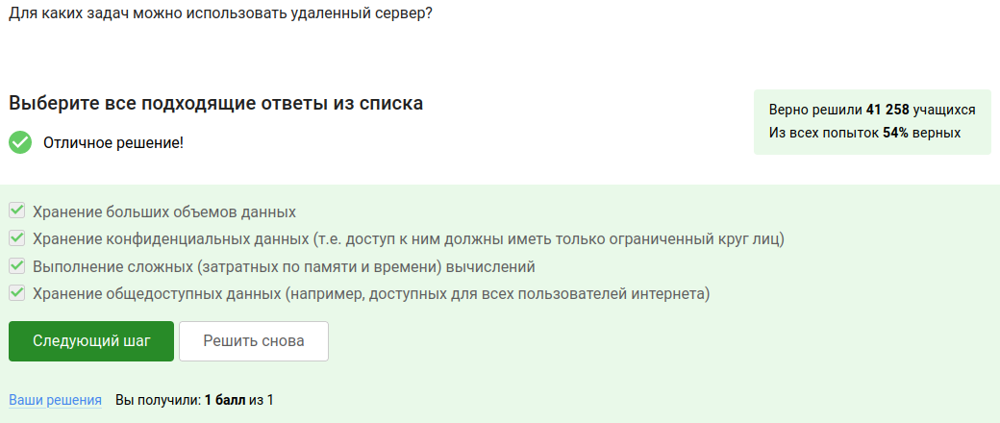 Для каких задач можно использовать удаленный сервер?
Выберите все подходящие ответы из списка
Верно решили 41 258 учащихся
Из всех попыток 54% верных
Отличное решение!
Хранение больших объемов данных
Хранение конфиденциальных данных (т.е. доступ к ним должны иметь только ограниченный круг лиц)
Выполнение сложных (затратных по памяти и времени) вычислений
Хранение общедоступных данных (например, доступных для всех пользователей интернета)
Следующий шаг
Решить снова
Ваши решения
Вы получили: 1 балл из 1